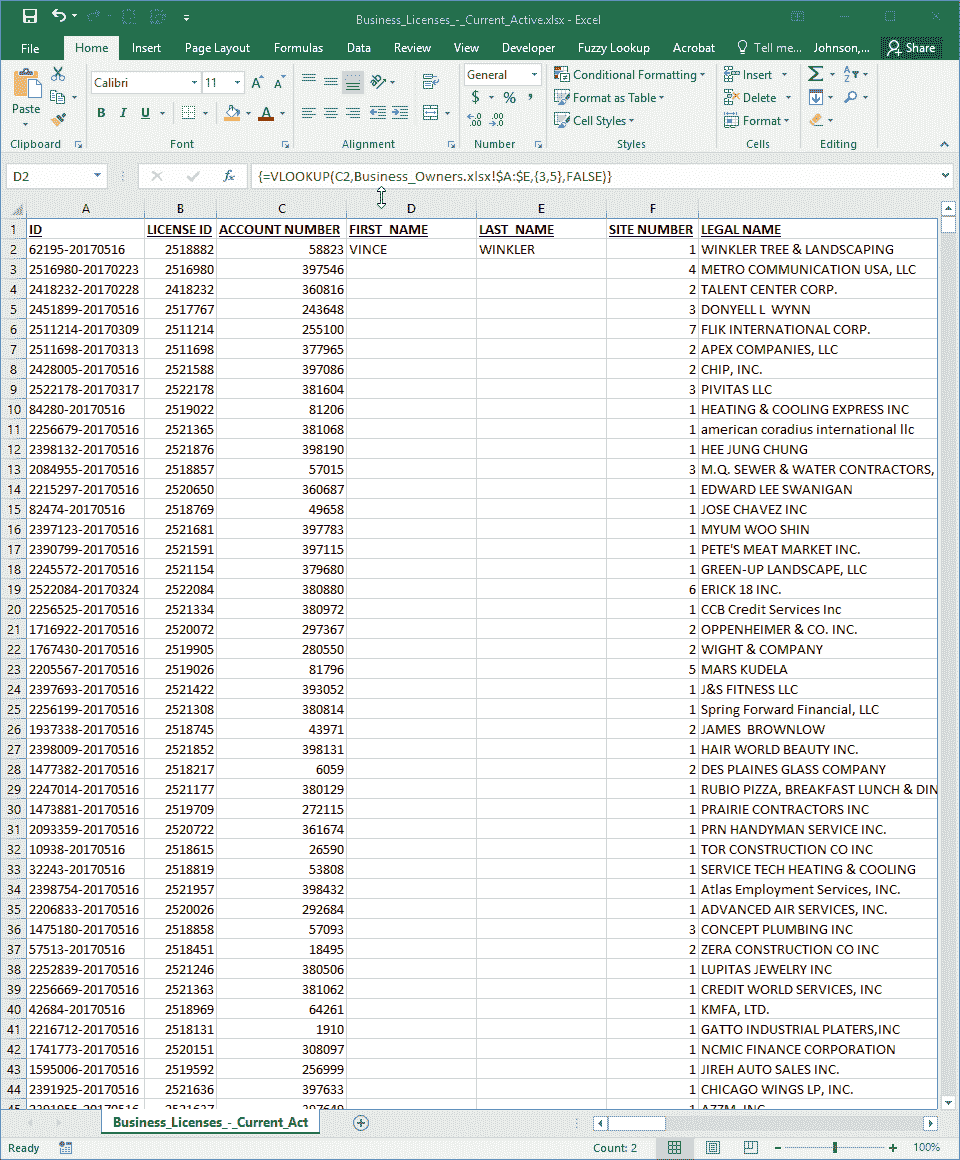 Business_Licenses_-_Current_Active.xlsx - Excel
File Home Insert Page Layout Formulas Data Review View Developer Fuzzy Lookup Acrobat Tell me... Johnson,... Share
Calibri 11 General Conditional Formatting Insert
Paste $ % , Format as Table Delete
B I U A Cell Styles Format
Clipboard Font Alignment Number Styles Cells Editing
D2 fx {=VLOOKUP(C2,Business_Owners.xlsx!$A:$E,{3,5},FALSE)}
A B C D E F
1 ID LICENSE ID ACCOUNT NUMBER FIRST_NAME LAST_NAME SITE NUMBER LEGAL NAME
2 62195-20170516 2518882 58823 VINCE WINKLER 1 WINKLER TREE & LANDSCAPING
3 2516980-20170223 2516980 397546 4 METRO COMMUNICATION USA, LLC
4 2418232-20170228 2418232 360816 2 TALENT CENTER CORP.
5 2451899-20170516 2517767 243648 3 DONYELL L WYNN
6 2511214-20170309 2511214 255100 7 FLIK INTERNATIONAL CORP.
7 2511698-20170313 2511698 377965 2 APEX COMPANIES, LLC
8 2428005-20170516 2521588 397086 2 CHIP, INC.
9 2522178-20170317 2522178 381604 3 PIVITAS LLC
10 84280-20170516 2519022 81206 1 HEATING & COOLING EXPRESS INC
11 2256679-20170516 2521365 381068 1 american coradius international llc
12 2398132-20170516 2521876 398190 1 HEE JUNG CHUNG
13 2084955-20170516 2518857 57015 3 M.Q. SEWER & WATER CONTRACTORS,
14 2215297-20170516 2520650 360687 1 EDWARD LEE SWANIGAN
15 82474-20170516 2518769 49658 1 JOSE CHAVEZ INC
16 2397123-20170516 2521681 397783 1 MYUM WOO SHIN
17 2390799-20170516 2521591 397115 1 PETE'S MEAT MARKET INC.
18 2245572-20170516 2521154 379680 1 GREEN-UP LANDSCAPE, LLC
19 2522084-20170324 2522084 380880 6 ERICK 18 INC.
20 2256525-20170516 2521334 380972 1 CCB Credit Services Inc
21 1716922-20170516 2520072 297367 2 OPPENHEIMER & CO. INC.
22 1767430-20170516 2519905 280550 2 WIGHT & COMPANY
23 2205567-20170516 2519026 81796 5 MARS KUDELA
24 2397693-20170516 2521422 393052 1 J&S FITNESS LLC
25 2256199-20170516 2521308 380814 1 Spring Forward Financial, LLC
26 1937338-20170516 2518745 43971 2 JAMES BROWNLOW
27 2398009-20170516 2521852 398131 1 HAIR WORLD BEAUTY INC.
28 1477382-20170516 2518217 6059 2 DES PLAINES GLASS COMPANY
29 2247014-20170516 2521177 380129 1 RUBIO PIZZA, BREAKFAST LUNCH & DIN
30 1473881-20170516 2519709 272115 1 PRAIRIE CONTRACTORS INC
31 2093359-20170516 2520722 361674 1 PRN HANDYMAN SERVICE INC.
32 10938-20170516 2518615 26590 1 TOR CONSTRUCTION CO INC
33 32243-20170516 2518819 53808 1 SERVICE TECH HEATING & COOLING
34 2398754-20170516 2521957 398432 1 Atlas Employment Services, INC.
35 2206833-20170516 2520026 292684 1 ADVANCED AIR SERVICES, INC.
36 1475180-20170516 2518858 57093 3 CONCEPT PLUMBING INC
37 57513-20170516 2518451 18495 2 ZERA CONSTRUCTION CO INC
38 2252839-20170516 2521246 380506 1 LUPITAS JEWELRY INC
39 2256669-20170516 2521363 381062 1 CREDIT WORLD SERVICES, INC
40 42684-20170516 2518969 64261 1 KMFA, LTD.
41 2216712-20170516 2518131 1910 1 GATTO INDUSTRIAL PLATERS,INC
42 1741773-20170516 2520151 308097 1 NCMIC FINANCE CORPORATION
43 1595006-20170516 2519592 256999 1 JIREH AUTO SALES INC.
44 2391925-20170516 2521636 397633 1 CHICAGO WINGS LP, INC.
45 2391955-20170516 2521637 397649 1 AZZM, INC.
Business_Licenses_-_Current_Act
Ready Count: 2 100%